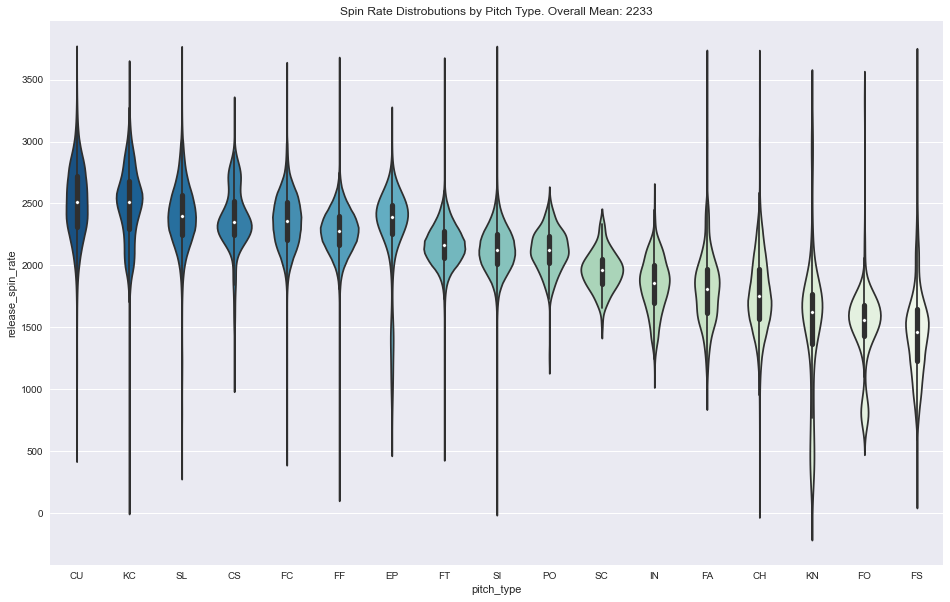 Spin Rate Distrobutions by Pitch Type. Overall Mean: 2233
release_spin_rate
3500
3000
2500
2000
1500
1000
500
0
CU KC SL CS FC FF EP FT SI PO SC IN FA CH KN FO FS
pitch_type